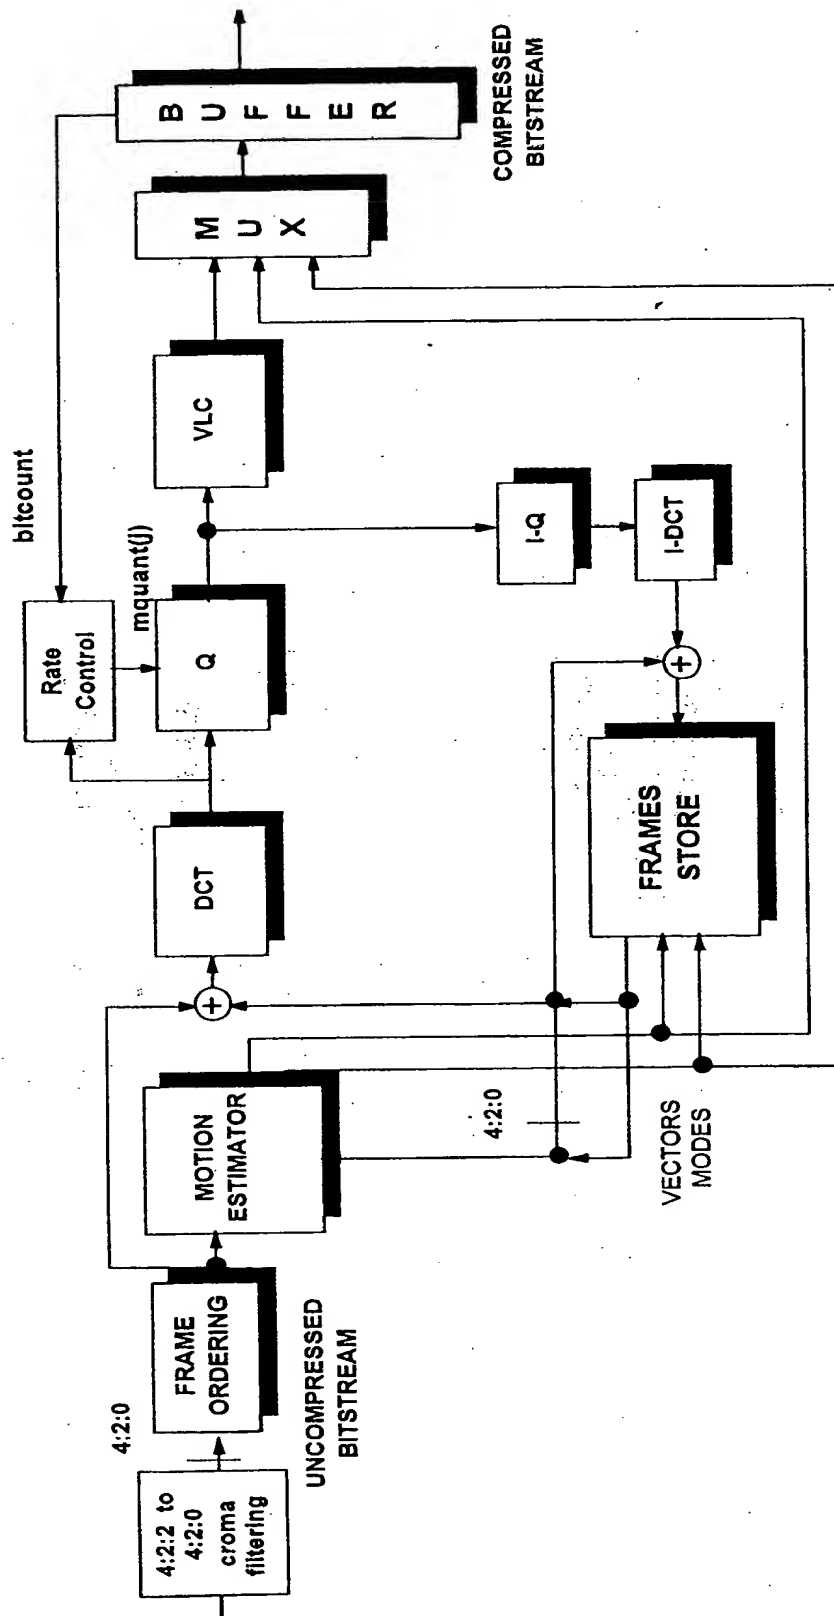 4:2:2 to
4:2:0
croma
filtering
4:2:0
FRAME
ORDERING
UNCOMPRESSED
BITSTREAM
MOTION
ESTIMATOR
4:2:0
VECTORS
MODES
DCT
Rate
Control
bitcount
mquant(j)
Q
VLC
I-Q
I-DCT
FRAMES
STORE
+
+
M
U
X
B
U
F
F
E
R
COMPRESSED
BITSTREAM